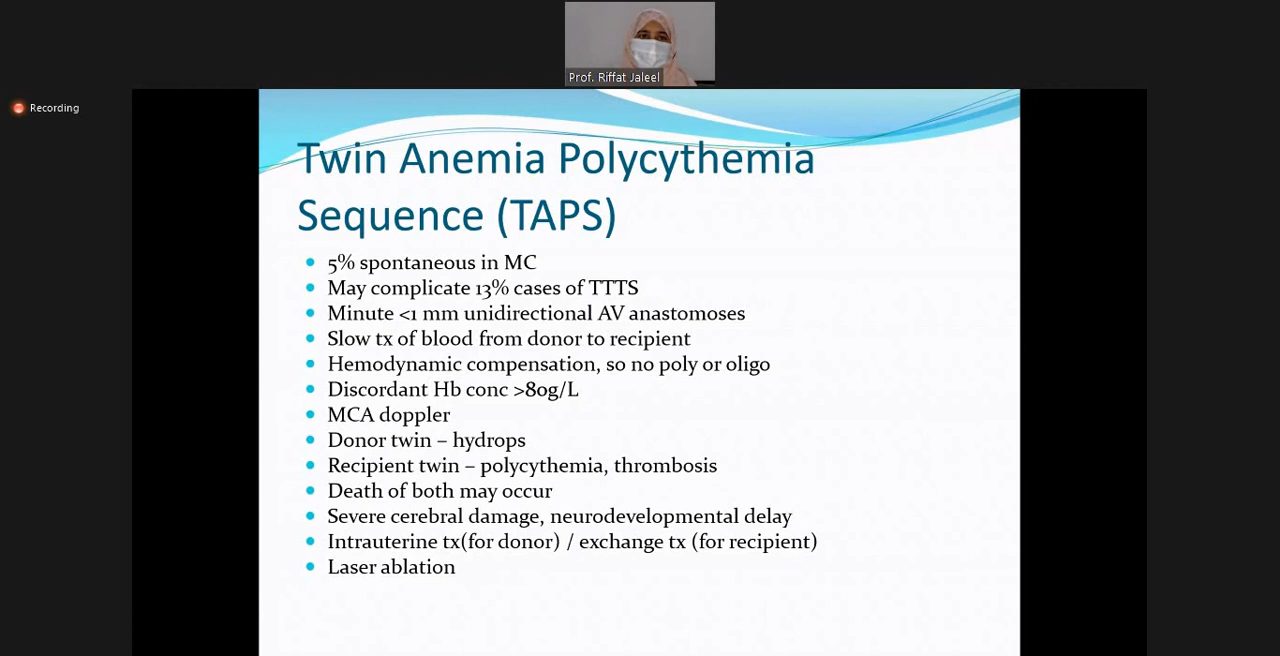 Prof. Riffat Jaleel
Recording
Twin Anemia Polycythemia
Sequence (TAPS)
5% spontaneous in MC
May complicate 13% cases of TTTS
Minute <1 mm unidirectional AV anastomoses
Slow tx of blood from donor to recipient
Hemodynamic compensation, so no poly or oligo
Discordant Hb conc >80g/L
MCA doppler
Donor twin – hydrops
Recipient twin – polycythemia, thrombosis
Death of both may occur
Severe cerebral damage, neurodevelopmental delay
Intrauterine tx(for donor) / exchange tx (for recipient)
Laser ablation